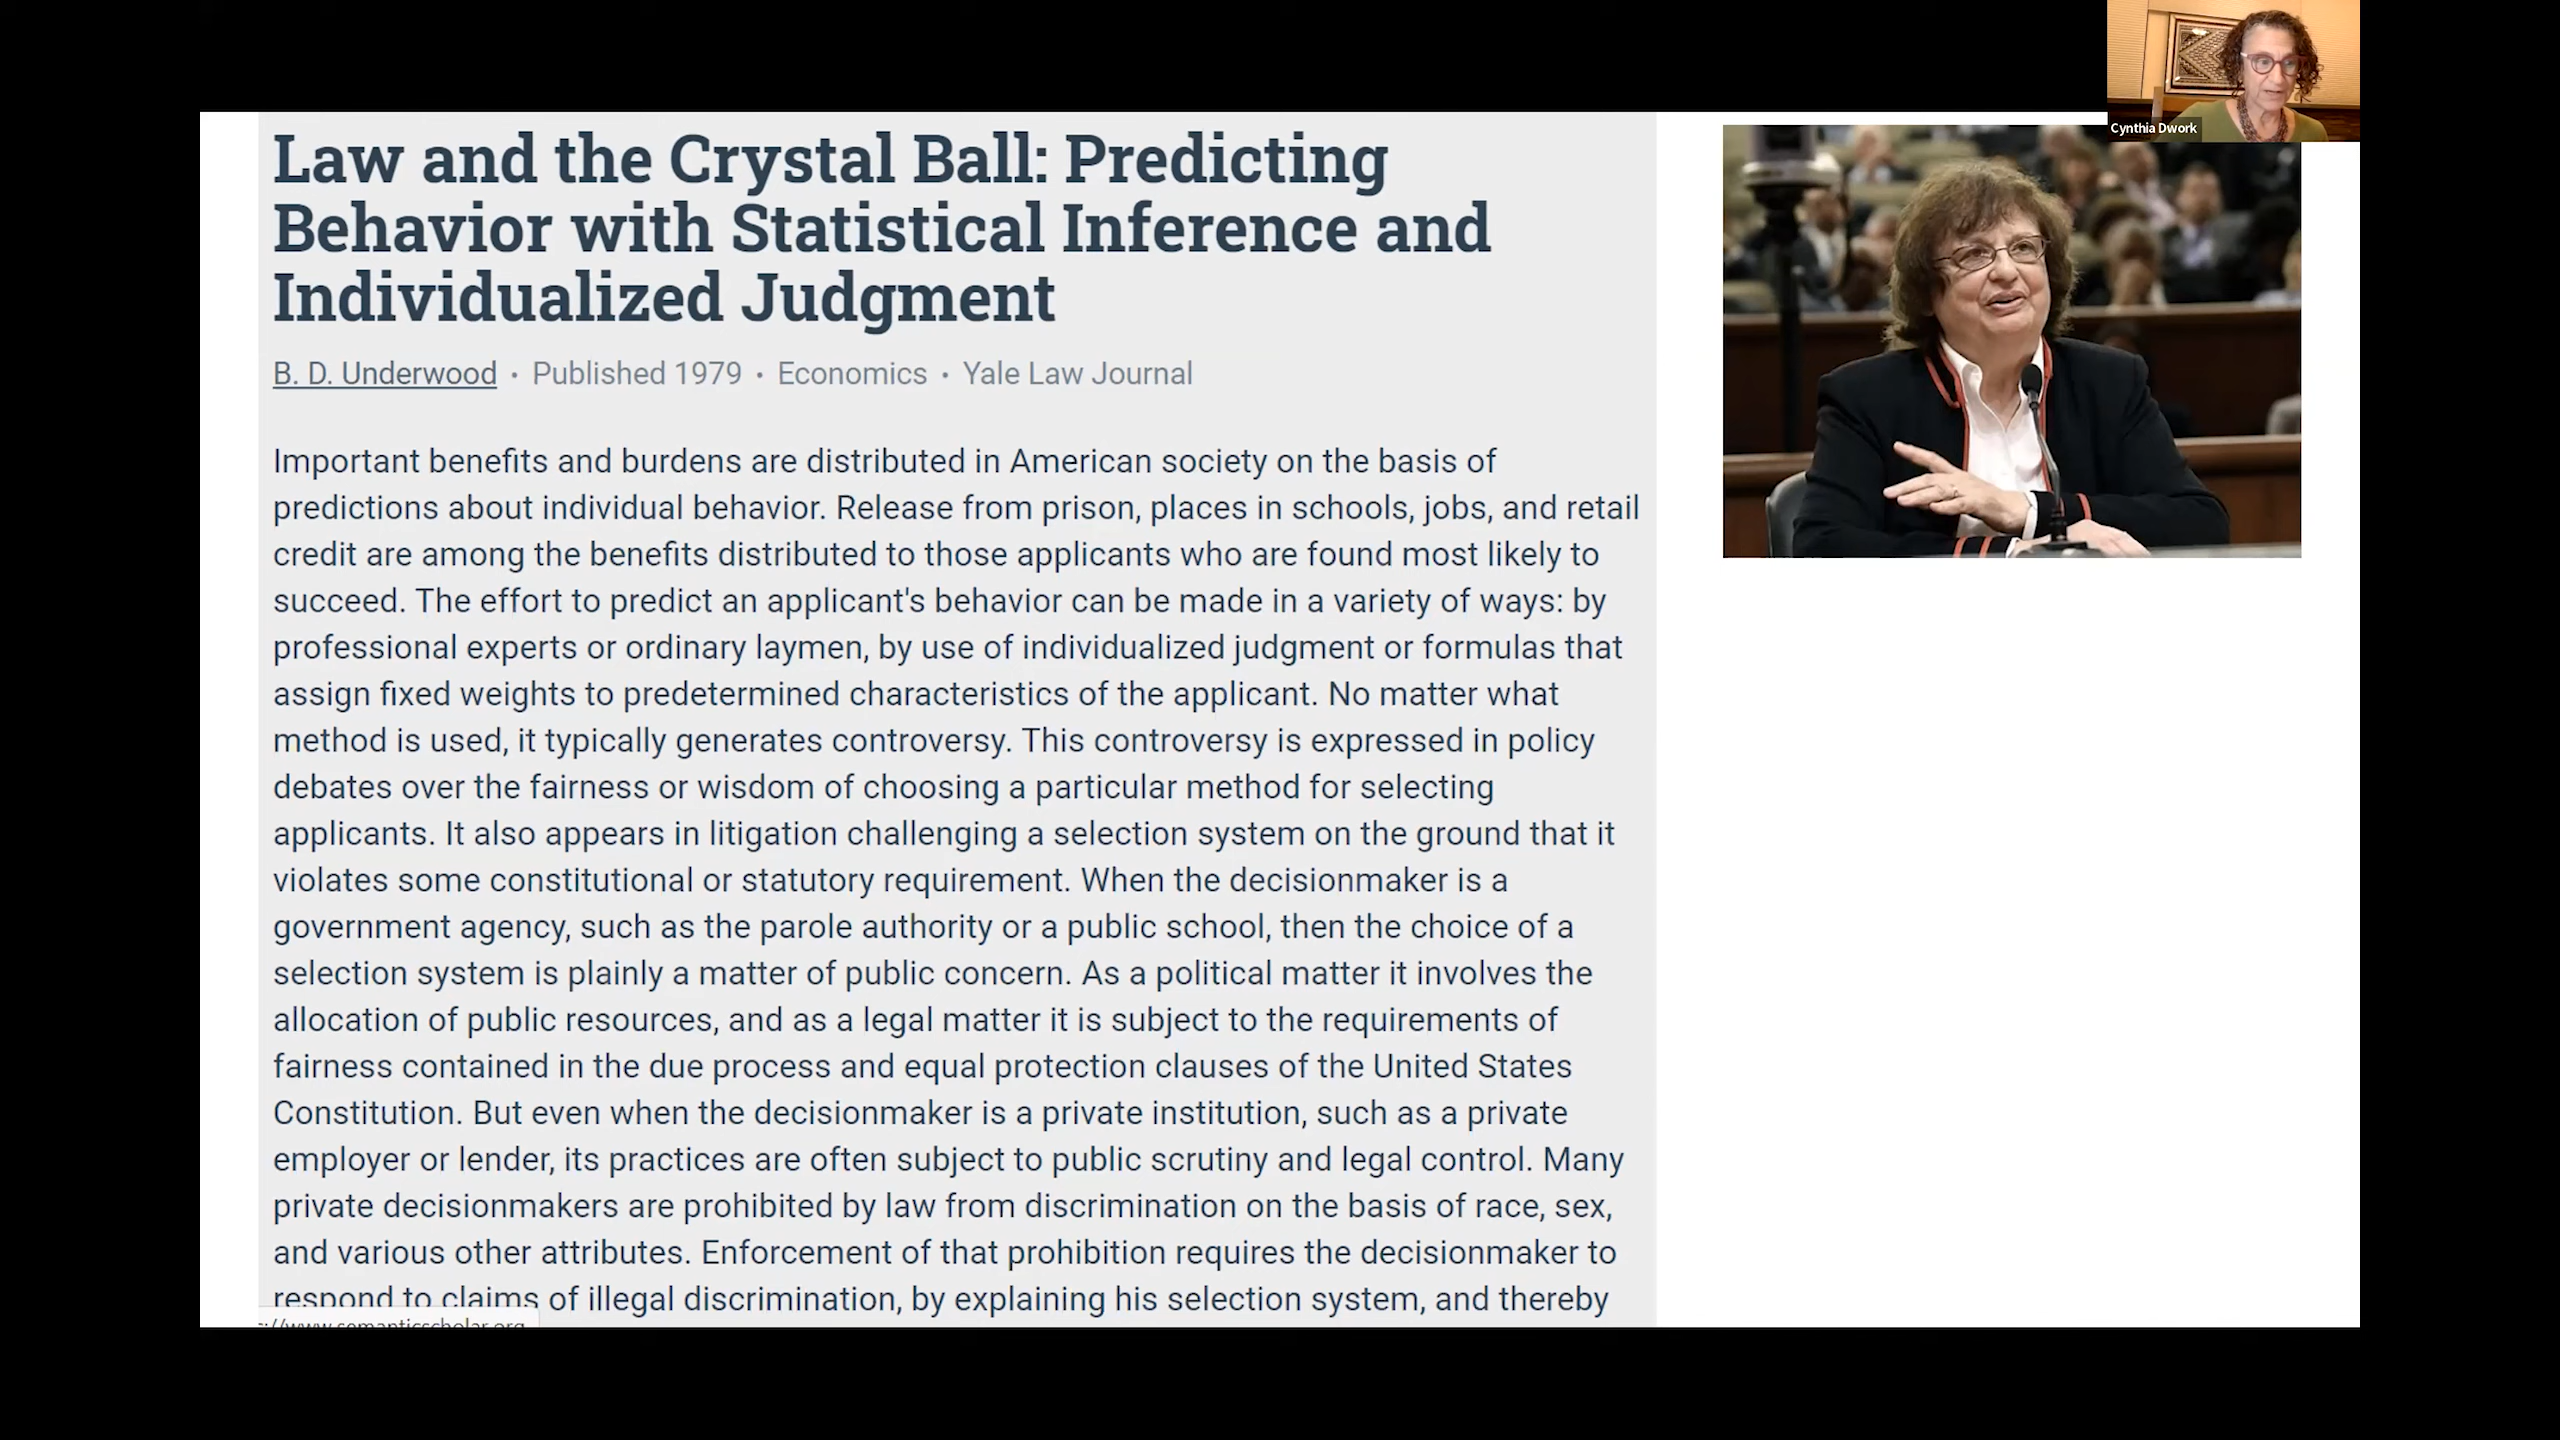 Law and the Crystal Ball: Predicting
Behavior with Statistical Inference and
Individualized Judgment
B. D. Underwood · Published 1979 · Economics · Yale Law Journal
Important benefits and burdens are distributed in American society on the basis of
predictions about individual behavior. Release from prison, places in schools, jobs, and retail
credit are among the benefits distributed to those applicants who are found most likely to
succeed. The effort to predict an applicant's behavior can be made in a variety of ways: by
professional experts or ordinary laymen, by use of individualized judgment or formulas that
assign fixed weights to predetermined characteristics of the applicant. No matter what
method is used, it typically generates controversy. This controversy is expressed in policy
debates over the fairness or wisdom of choosing a particular method for selecting
applicants. It also appears in litigation challenging a selection system on the ground that it
violates some constitutional or statutory requirement. When the decisionmaker is a
government agency, such as the parole authority or a public school, then the choice of a
selection system is plainly a matter of public concern. As a political matter it involves the
allocation of public resources, and as a legal matter it is subject to the requirements of
fairness contained in the due process and equal protection clauses of the United States
Constitution. But even when the decisionmaker is a private institution, such as a private
employer or lender, its practices are often subject to public scrutiny and legal control. Many
private decisionmakers are prohibited by law from discrimination on the basis of race, sex,
and various other attributes. Enforcement of that prohibition requires the decisionmaker to
respond to claims of illegal discrimination, by explaining his selection system, and thereby
://www.semanticscholar.org
Cynthia Dwork